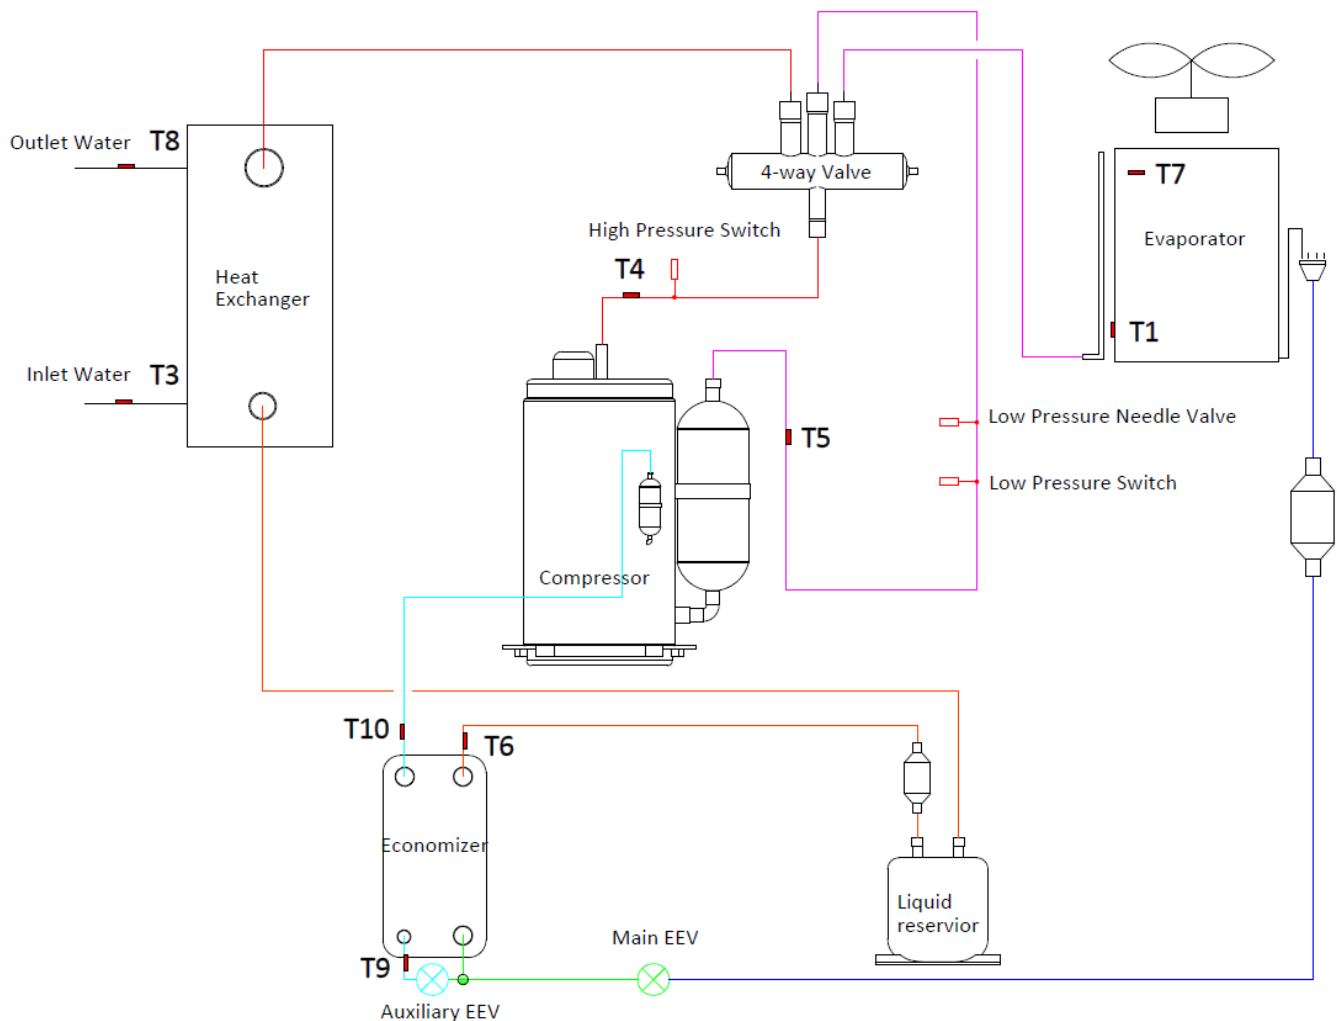 Outlet Water
T8
4-way Valve
T7
High Pressure Switch
Evaporator
T4
Heat
Exchanger
T1
Inlet Water
T3
Low Pressure Needle Valve
T5
Low Pressure Switch
Compressor
T10
T6
Economizer
Liquid
reservior
Main EEV
T9
Auxiliary EEV